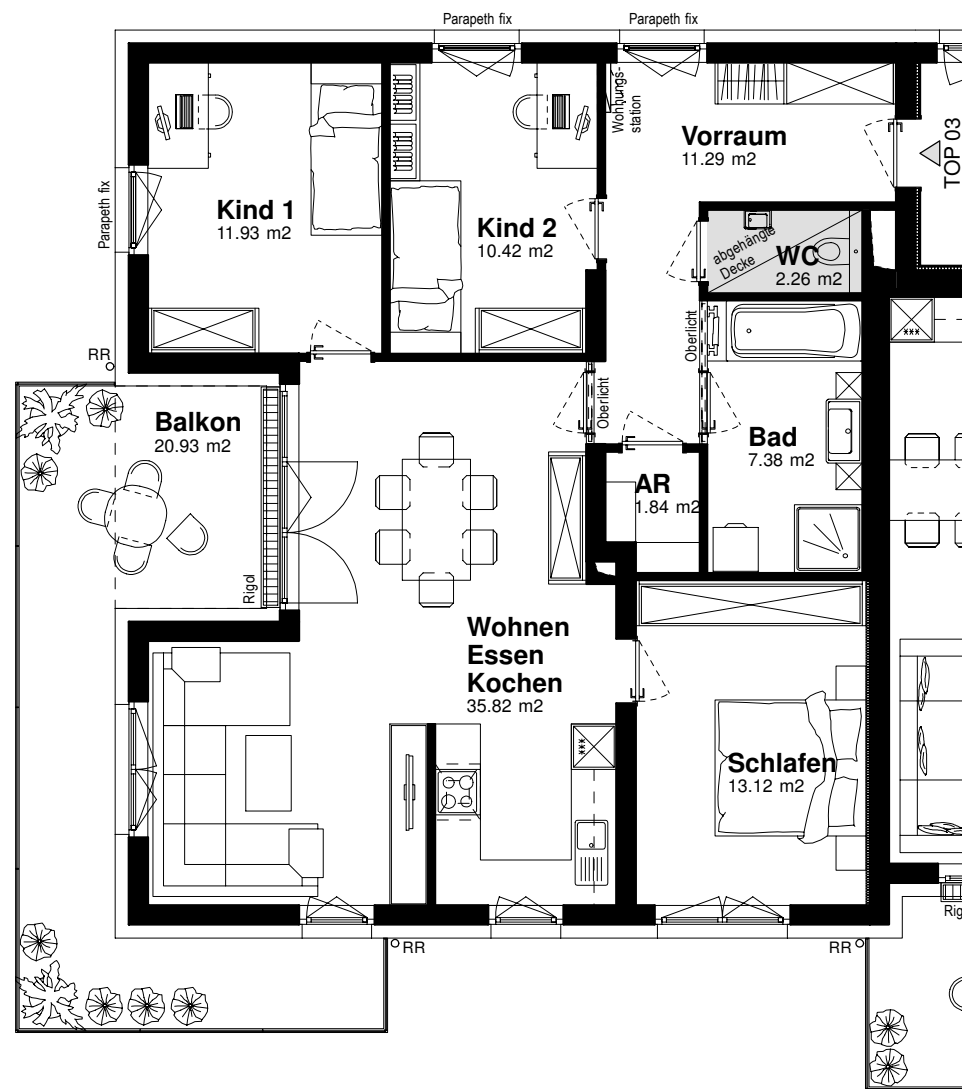 Parapeth fix
Parapeth fix
Wohnungs-
station
Vorraum
11.29 m2
TOP 03
Parapeth fix
Kind 1
11.93 m2
Kind 2
10.42 m2
abgehängte
Decke
WC
2.26 m2
RR
Oberlicht
Oberlicht
Balkon
20.93 m2
Bad
7.38 m2
AR
1.84 m2
Rigol
Wohnen
Essen
Kochen
35.82 m2
Schlafen
13.12 m2
RR
RR
Rig